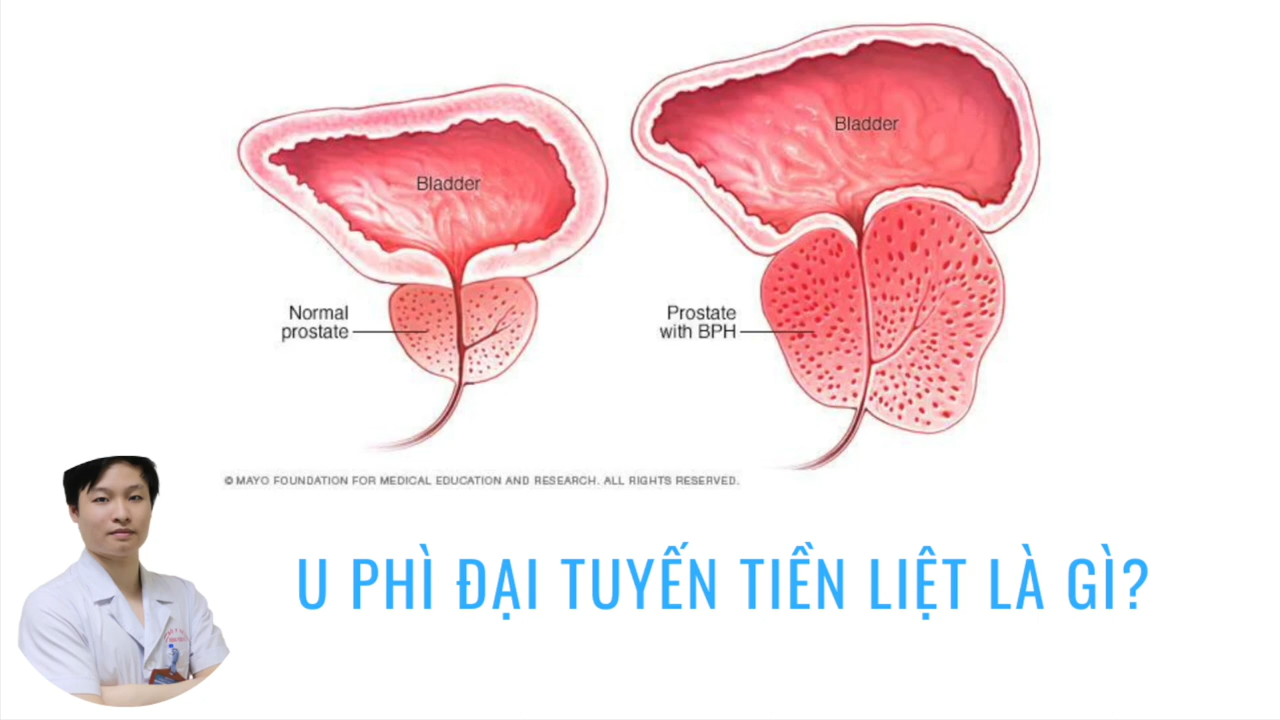 Bladder
Bladder
Normal
prostate
Prostate
with BPH
© MAYO FOUNDATION FOR MEDICAL EDUCATION AND RESEARCH. ALL RIGHTS RESERVED.
U PHÌ ĐẠI TUYẾN TIỀN LIỆT LÀ GÌ?